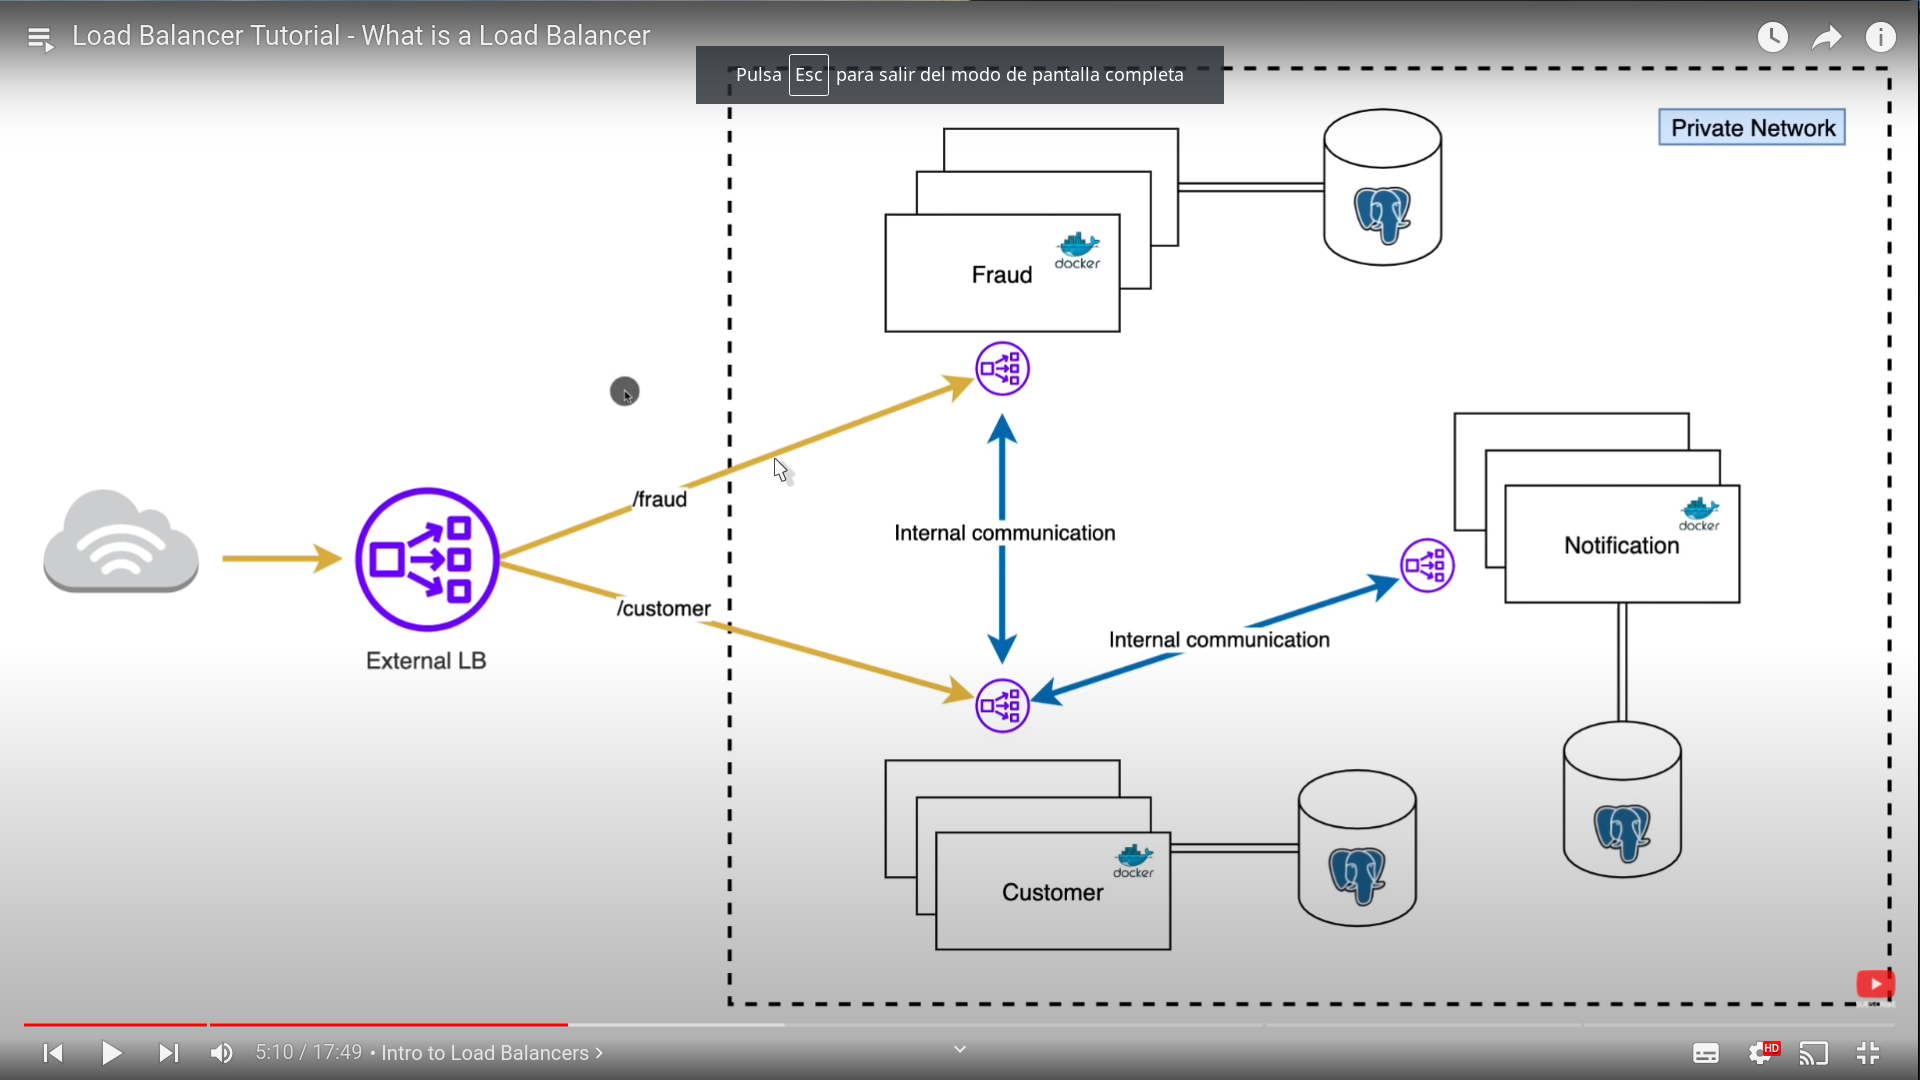 Load Balancer Tutorial - What is a Load Balancer
Pulsa Esc para salir del modo de pantalla completa
Private Network
docker
Fraud
/fraud
Internal communication
docker
Notification
/customer
Internal communication
External LB
docker
Customer
5:10 / 17:49 • Intro to Load Balancers >
HD